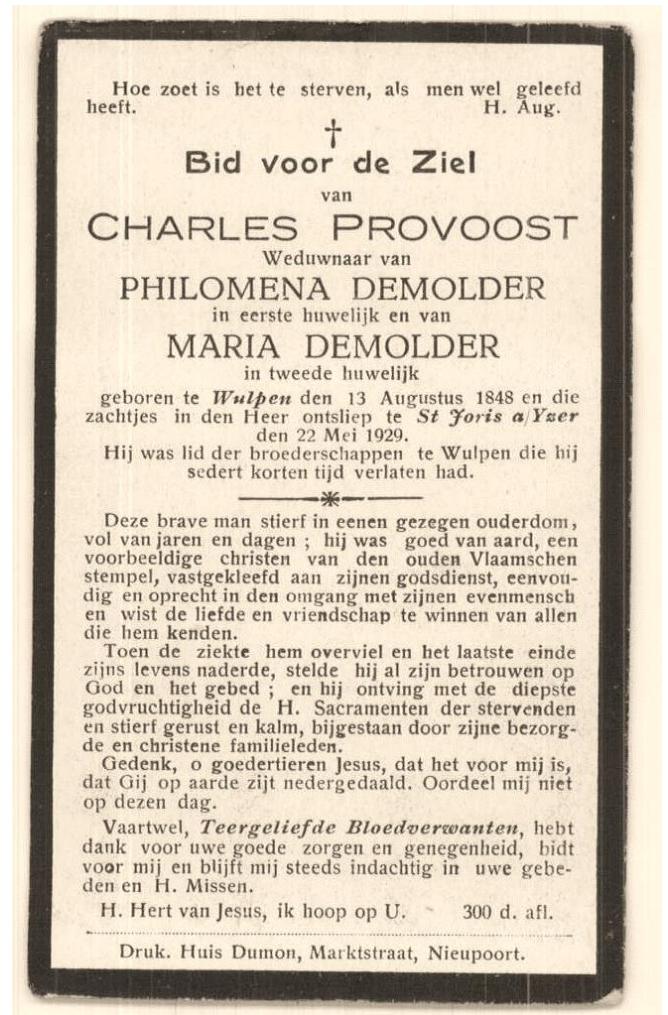 Hoe zoet is het te sterven, als men wel geleefd
heeft. H. Aug.
†
Bid voor de Ziel
van
CHARLES PROVOOST
Weduwnaar van
PHILOMENA DEMOLDER
in eerste huwelijk en van
MARIA DEMOLDER
in tweede huwelijk
geboren te Wulpen den 13 Augustus 1848 en die
zachtjes in den Heer ontsliep te St Joris a/Yzer
den 22 Mei 1929.
Hij was lid der broederschappen te Wulpen die hij
sedert korten tijd verlaten had.
Deze brave man stierf in eenen gezegen ouderdom,
vol van jaren en dagen ; hij was goed van aard, een
voorbeeldige christen van den ouden Vlaamschen
stempel, vastgekleefd aan zijnen godsdienst, eenvou-
dig en oprecht in den omgang met zijnen evenmensch
en wist de liefde en vriendschap te winnen van allen
die hem kenden.
Toen de ziekte hem overviel en het laatste einde
zijns levens naderde, stelde hij al zijn betrouwen op
God en het gebed ; en hij ontving met de diepste
godvruchtigheid de H. Sacramenten der stervenden
en stierf gerust en kalm, bijgestaan door zijne bezorg-
de en christene familieleden.
Gedenk, o goedertieren Jesus, dat het voor mij is,
dat Gij op aarde zijt nedergedaald. Oordeel mij niet
op dezen dag.
Vaartwel, Teergeliefde Bloedverwanten, hebt
dank voor uwe goede zorgen en genegenheid, bidt
voor mij en blijft mij steeds indachtig in uwe gebe-
den en H. Missen.
H. Hert van Jesus, ik hoop op U. 300 d. afl.
Druk. Huis Dumon, Marktstraat, Nieupoort.